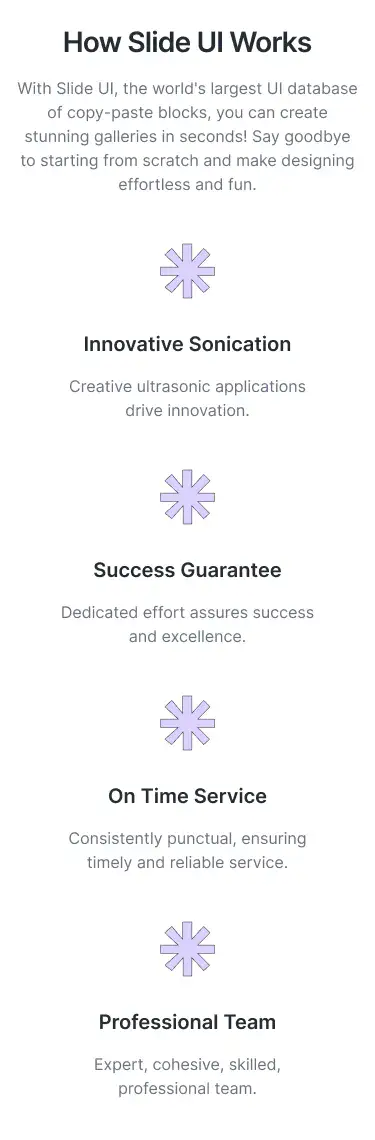 How Slide UI Works
With Slide UI, the world's largest UI database
of copy-paste blocks, you can create
stunning galleries in seconds! Say goodbye
to starting from scratch and make designing
effortless and fun.
Innovative Sonication
Creative ultrasonic applications
drive innovation.
Success Guarantee
Dedicated effort assures success
and excellence.
On Time Service
Consistently punctual, ensuring
timely and reliable service.
Professional Team
Expert, cohesive, skilled,
professional team.